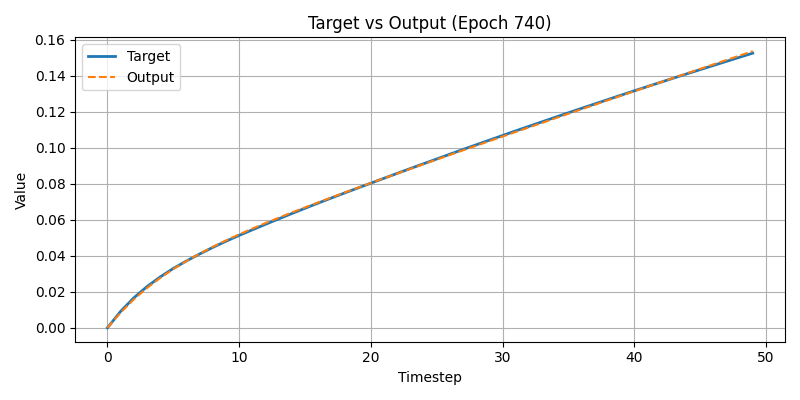 Target vs Output (Epoch 740)
Target
Output
0.16
0.14
0.12
0.10
0.08
0.06
0.04
0.02
0.00
Value
0 10 20 30 40 50
Timestep